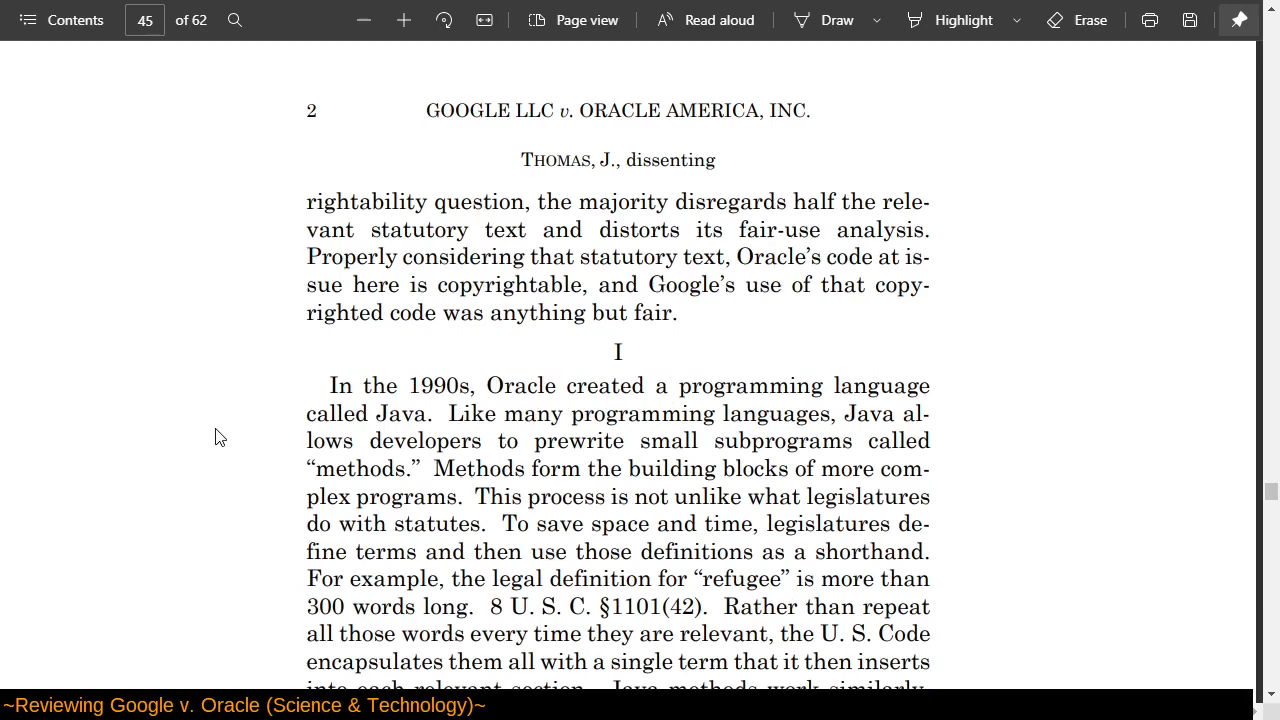 Contents 45 of 62 Page view Read aloud Draw Highlight Erase
2 GOOGLE LLC v. ORACLE AMERICA, INC.
THOMAS, J., dissenting
rightability question, the majority disregards half the rele-
vant statutory text and distorts its fair-use analysis.
Properly considering that statutory text, Oracle’s code at is-
sue here is copyrightable, and Google’s use of that copy-
righted code was anything but fair.
I
In the 1990s, Oracle created a programming language
called Java. Like many programming languages, Java al-
lows developers to prewrite small subprograms called
“methods.” Methods form the building blocks of more com-
plex programs. This process is not unlike what legislatures
do with statutes. To save space and time, legislatures de-
fine terms and then use those definitions as a shorthand.
For example, the legal definition for “refugee” is more than
300 words long. 8 U. S. C. §1101(42). Rather than repeat
all those words every time they are relevant, the U. S. Code
encapsulates them all with a single term that it then inserts
into each relevant section. Java methods work similarly.
~Reviewing Google v. Oracle (Science & Technology)~